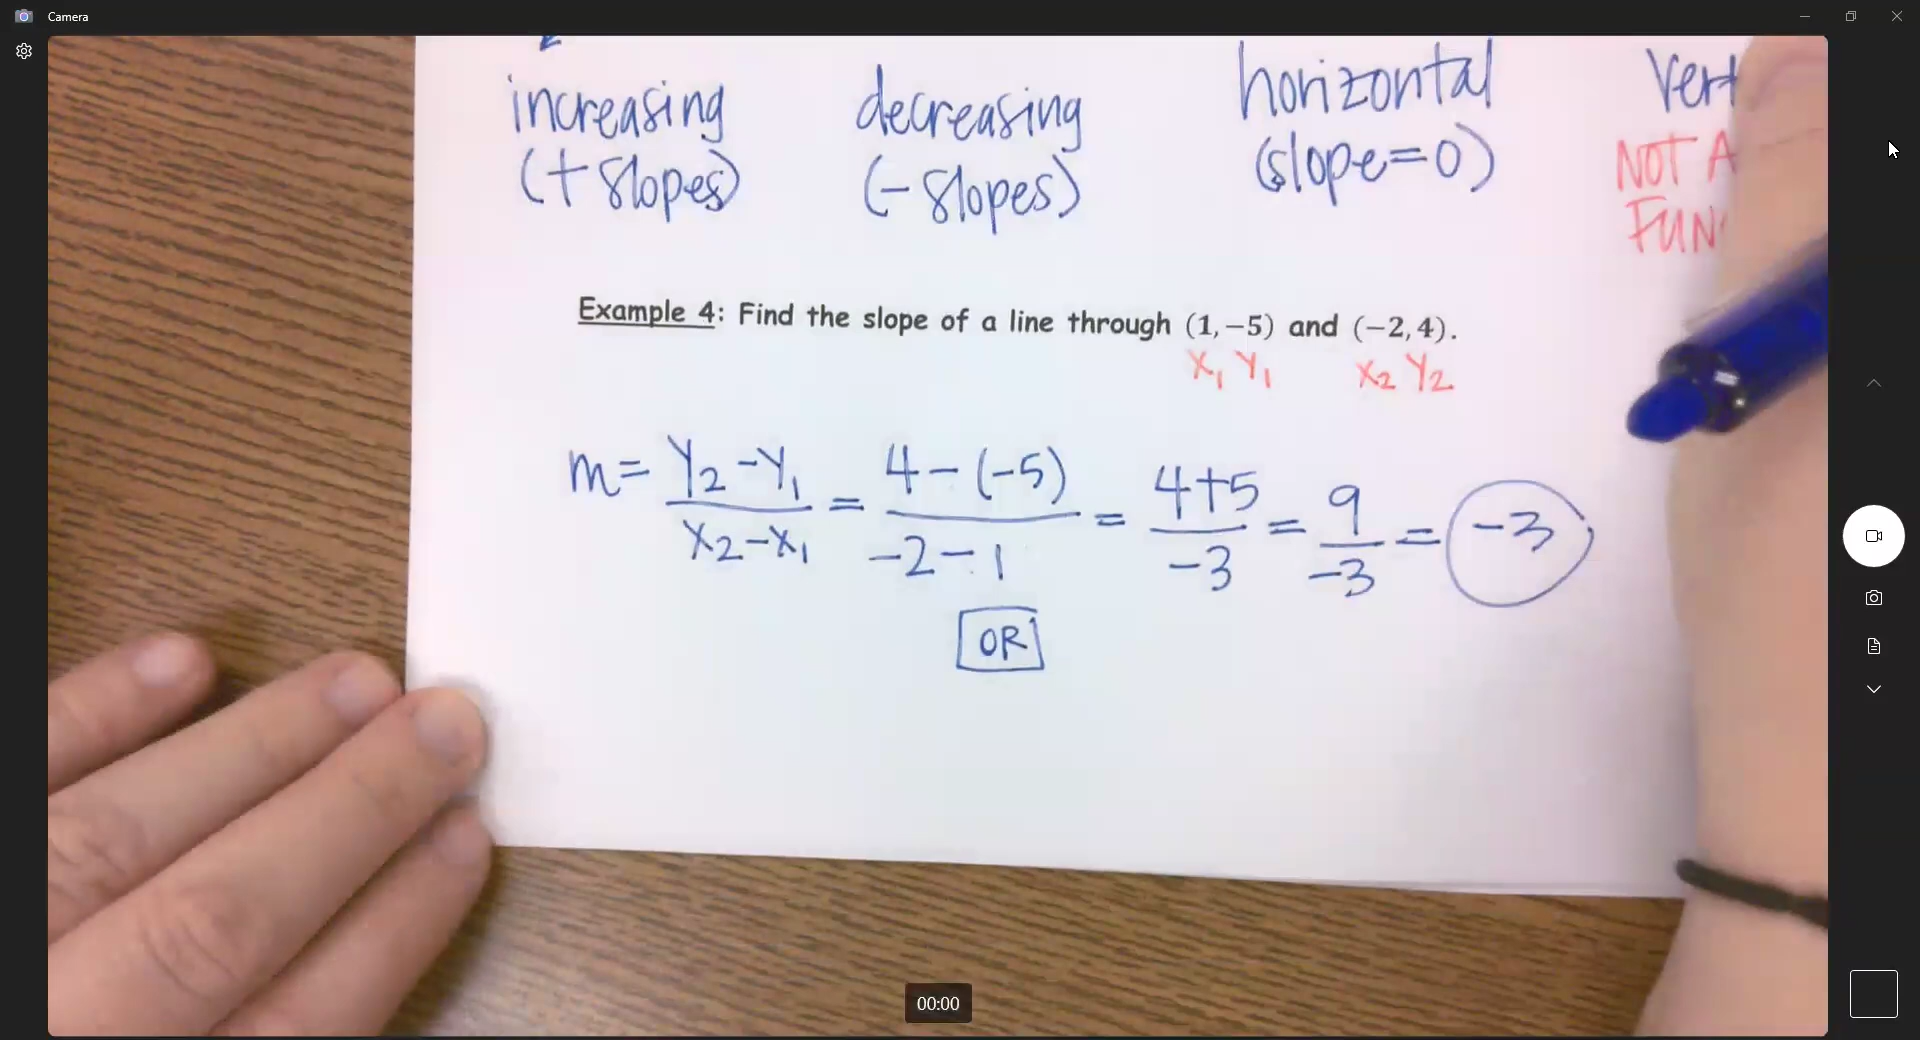 Camera
increasing
(+ slopes)
decreasing
(- slopes)
horizontal
(slope=0)
Vert
NOT A
FUN
Example 4: Find the slope of a line through (1,−5) and (−2,4).
X₁ Y₁ X₂ Y₂
m = (Y₂ - Y₁)/(X₂ - X₁) = (4 - (-5))/(-2 - 1) = (4+5)/(-3) = 9/(-3) = -3
OR
00:00